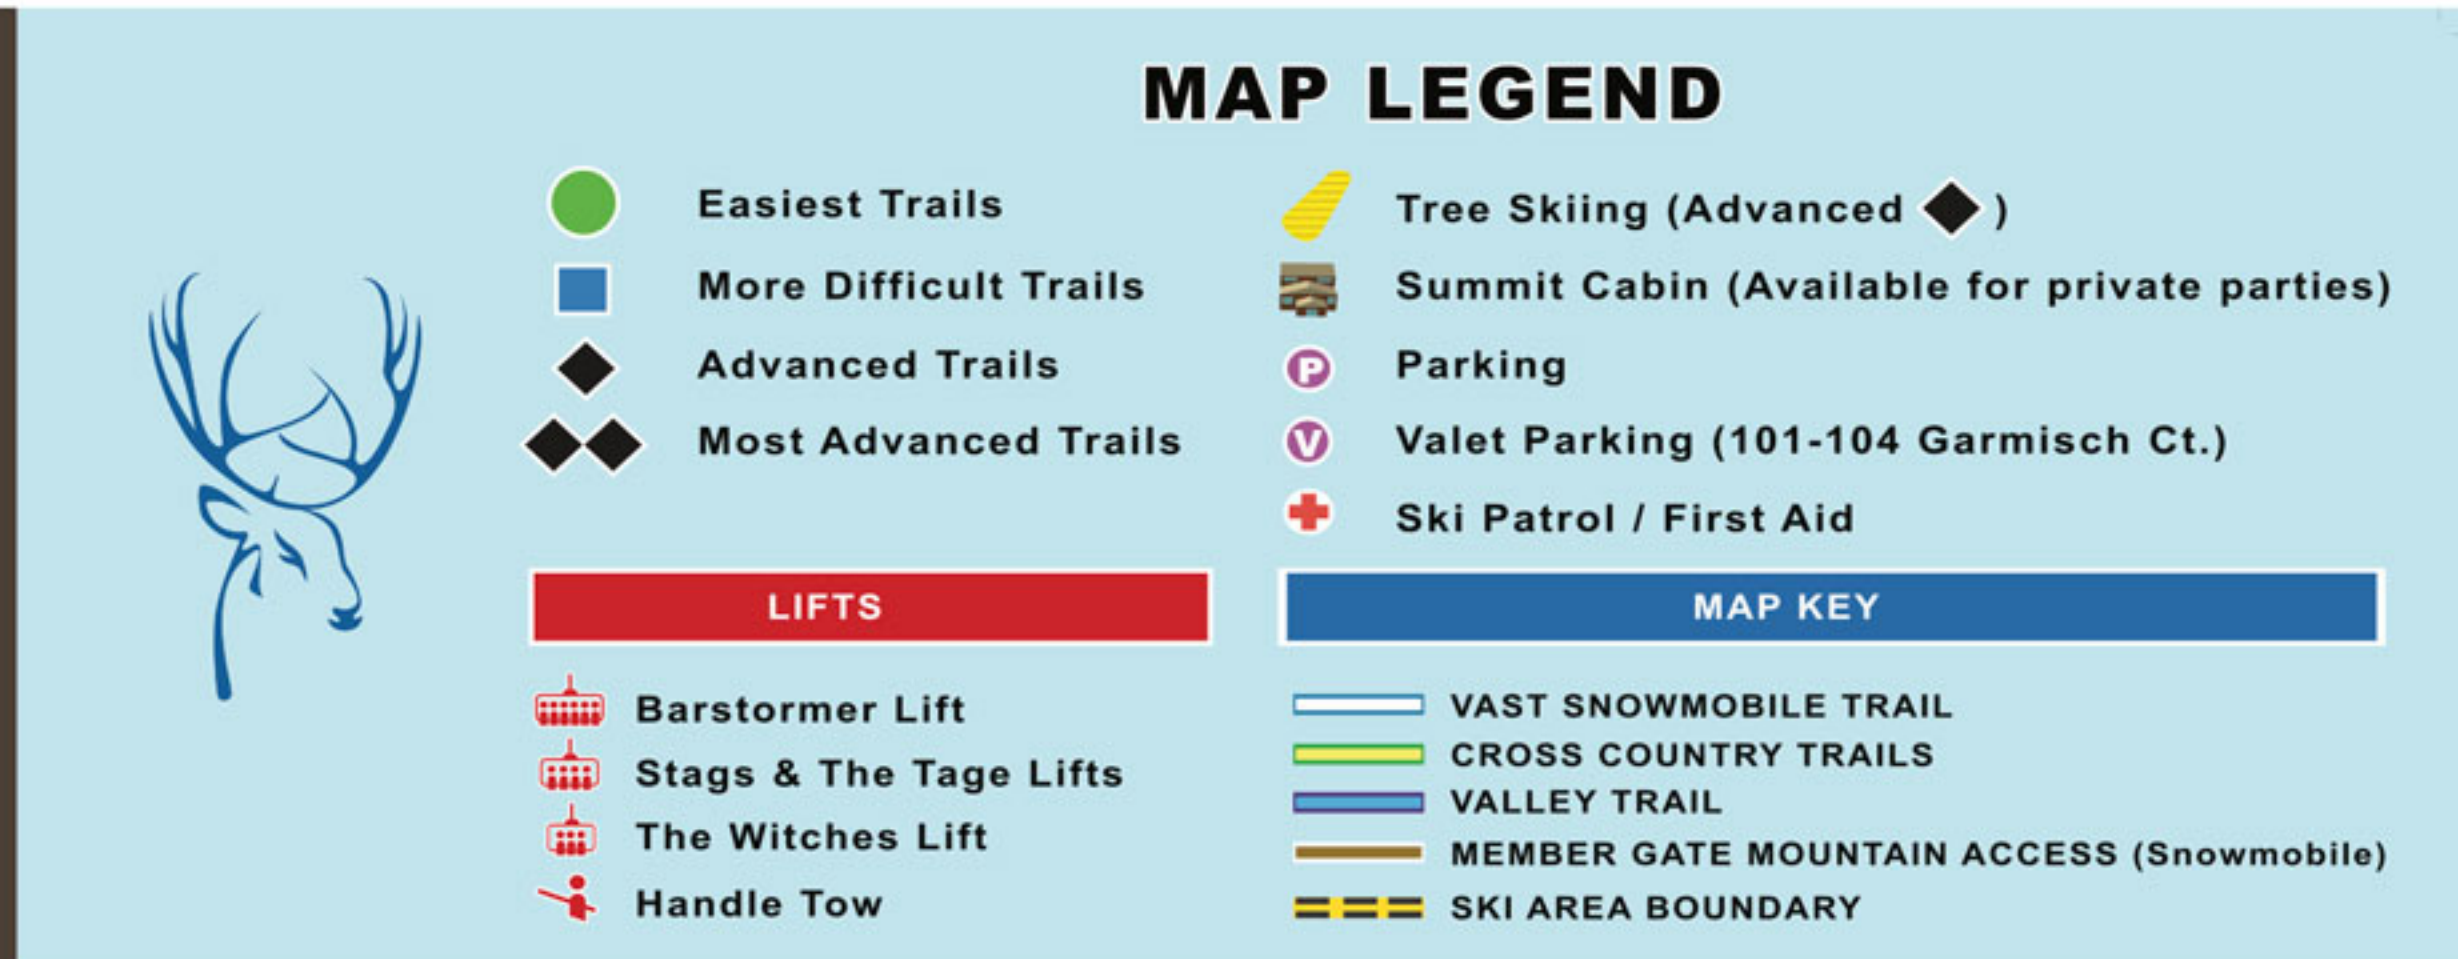 MAP LEGEND
Easiest Trails
More Difficult Trails
Advanced Trails
Most Advanced Trails
Tree Skiing (Advanced )
Summit Cabin (Available for private parties)
P Parking
V Valet Parking (101-104 Garmisch Ct.)
Ski Patrol / First Aid
LIFTS
Barstormer Lift
Stags & The Tage Lifts
The Witches Lift
Handle Tow
MAP KEY
VAST SNOWMOBILE TRAIL
CROSS COUNTRY TRAILS
VALLEY TRAIL
MEMBER GATE MOUNTAIN ACCESS (Snowmobile)
SKI AREA BOUNDARY